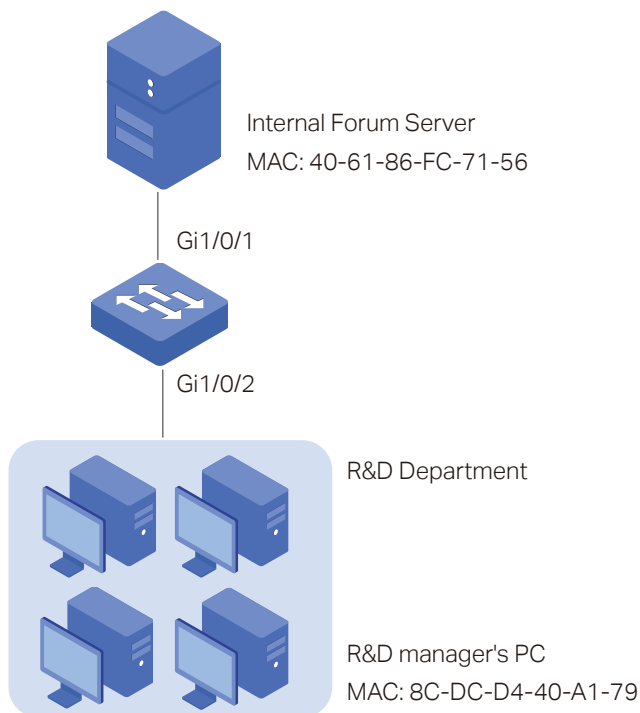 Internal Forum Server
MAC: 40-61-86-FC-71-56
Gi1/0/1
Gi1/0/2
R&D Department
R&D manager's PC
MAC: 8C-DC-D4-40-A1-79